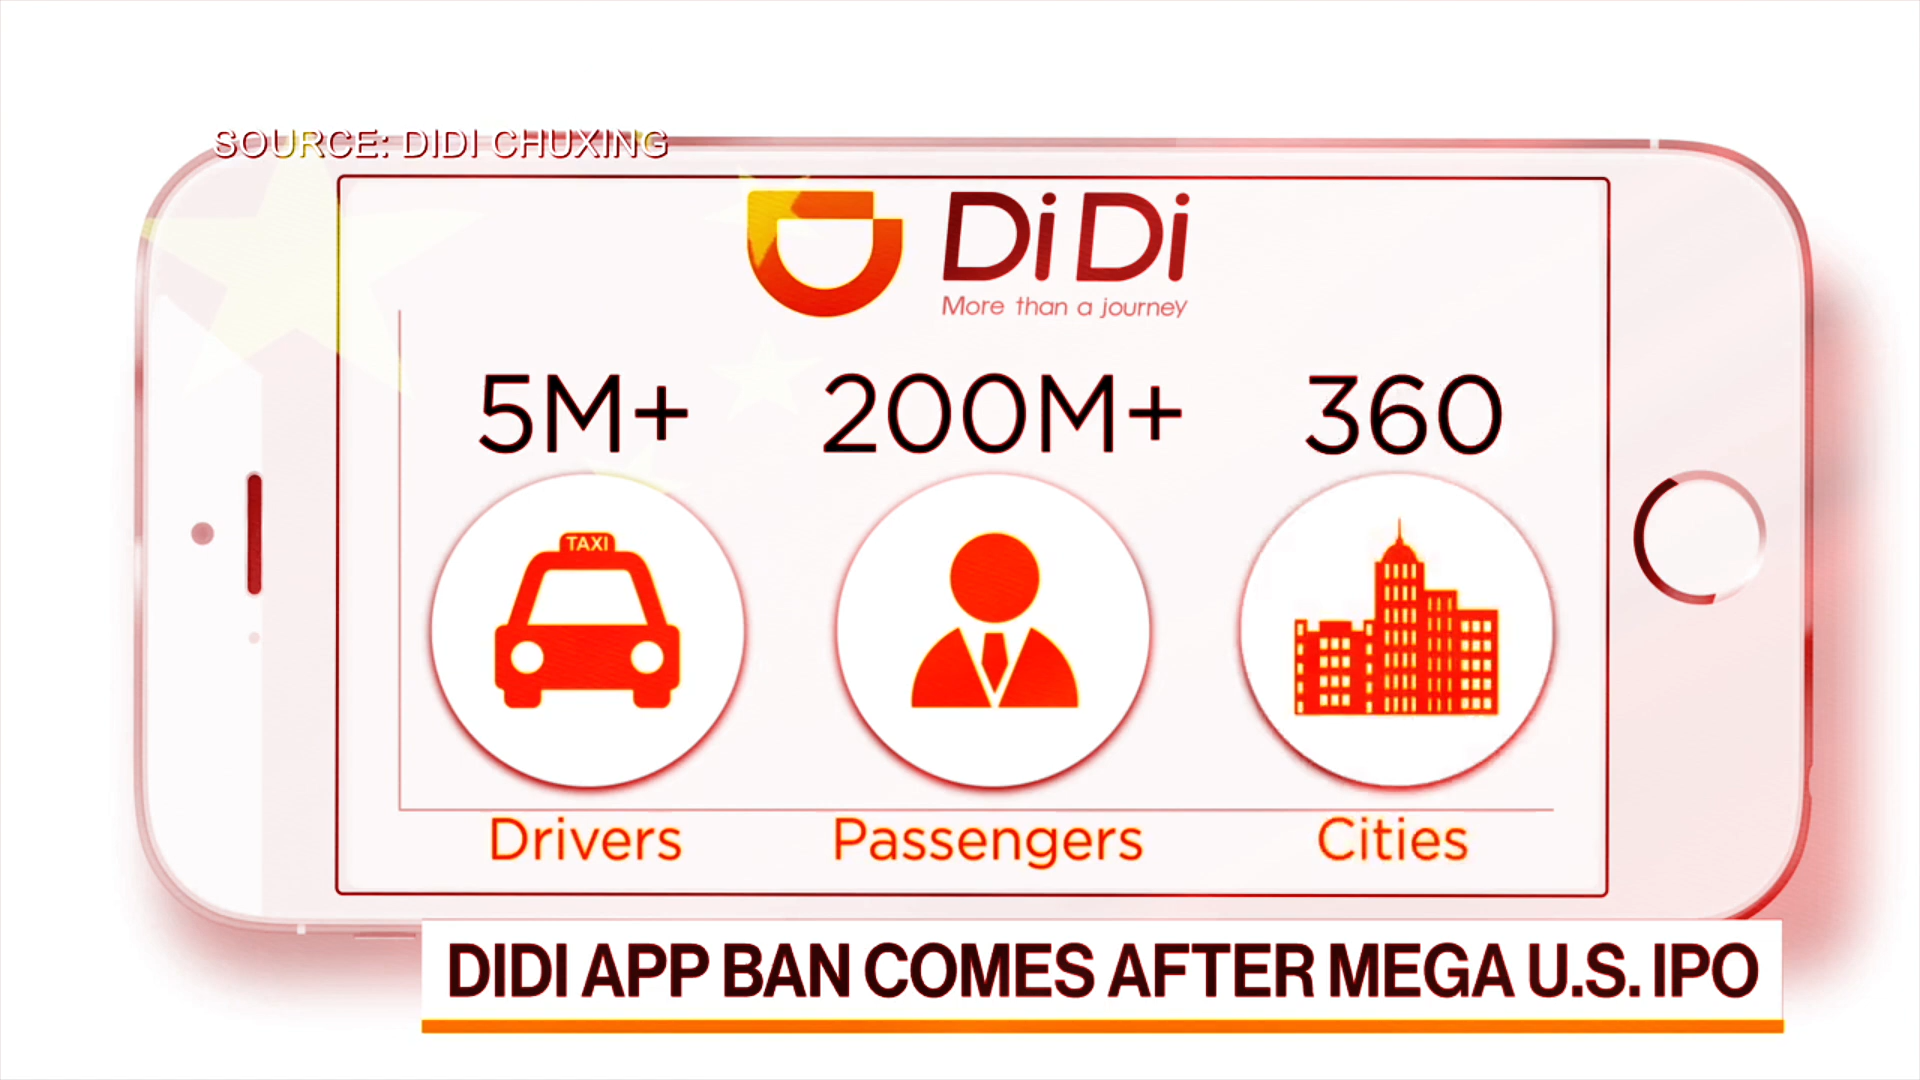 SOURCE: DIDI CHUXING
DiDi
More than a journey
5M+ 200M+ 360
TAXI
Drivers Passengers Cities
DIDI APP BAN COMES AFTER MEGA U.S. IPO